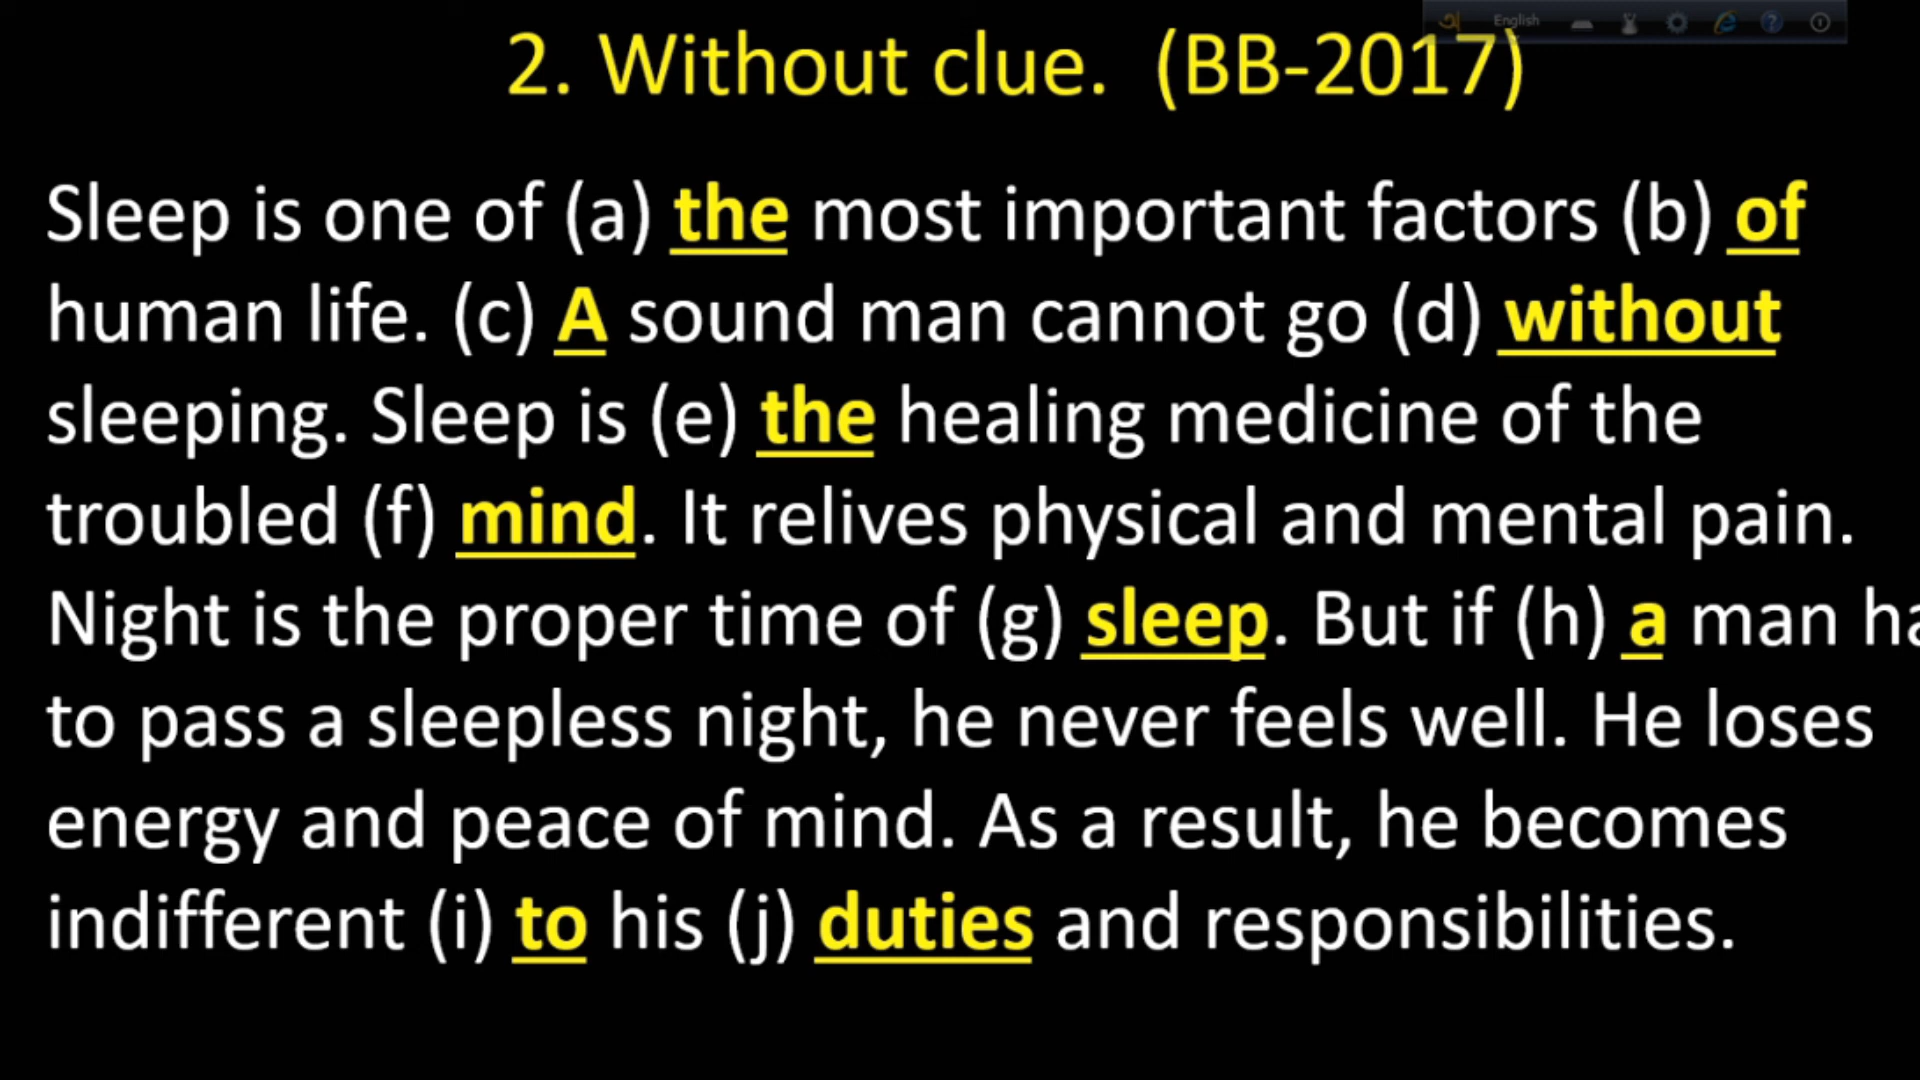 English
2. Without clue. (BB-2017)
Sleep is one of (a) the most important factors (b) of
human life. (c) A sound man cannot go (d) without
sleeping. Sleep is (e) the healing medicine of the
troubled (f) mind. It relives physical and mental pain.
Night is the proper time of (g) sleep. But if (h) a man
to pass a sleepless night, he never feels well. He loses
energy and peace of mind. As a result, he becomes
indifferent (i) to his (j) duties and responsibilities.